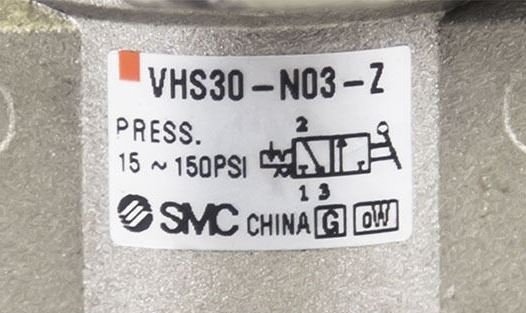 VHS30-N03-Z
PRESS.
15 ~ 150PSI
2
1 3
SMC CHINA G oW